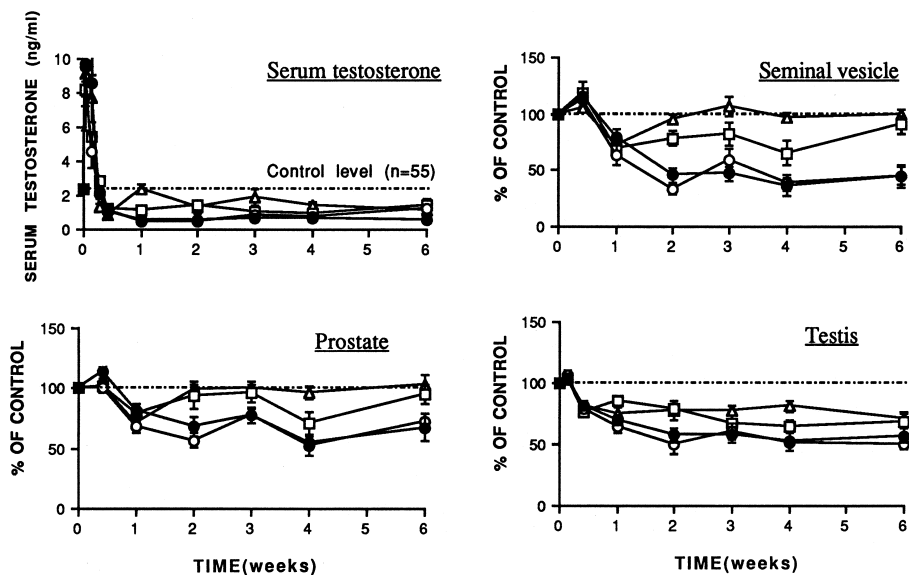 SERUM TESTOSTERONE (ng/ml)
10
8
6
4
2
0
Serum testosterone
Control level (n=55)
0 1 2 3 4 5 6
% OF CONTROL
150
100
50
0
Seminal vesicle
0 1 2 3 4 5 6
% OF CONTROL
150
100
50
0
Prostate
0 1 2 3 4 5 6
TIME(weeks)
% OF CONTROL
150
100
50
0
Testis
0 1 2 3 4 5 6
TIME(weeks)